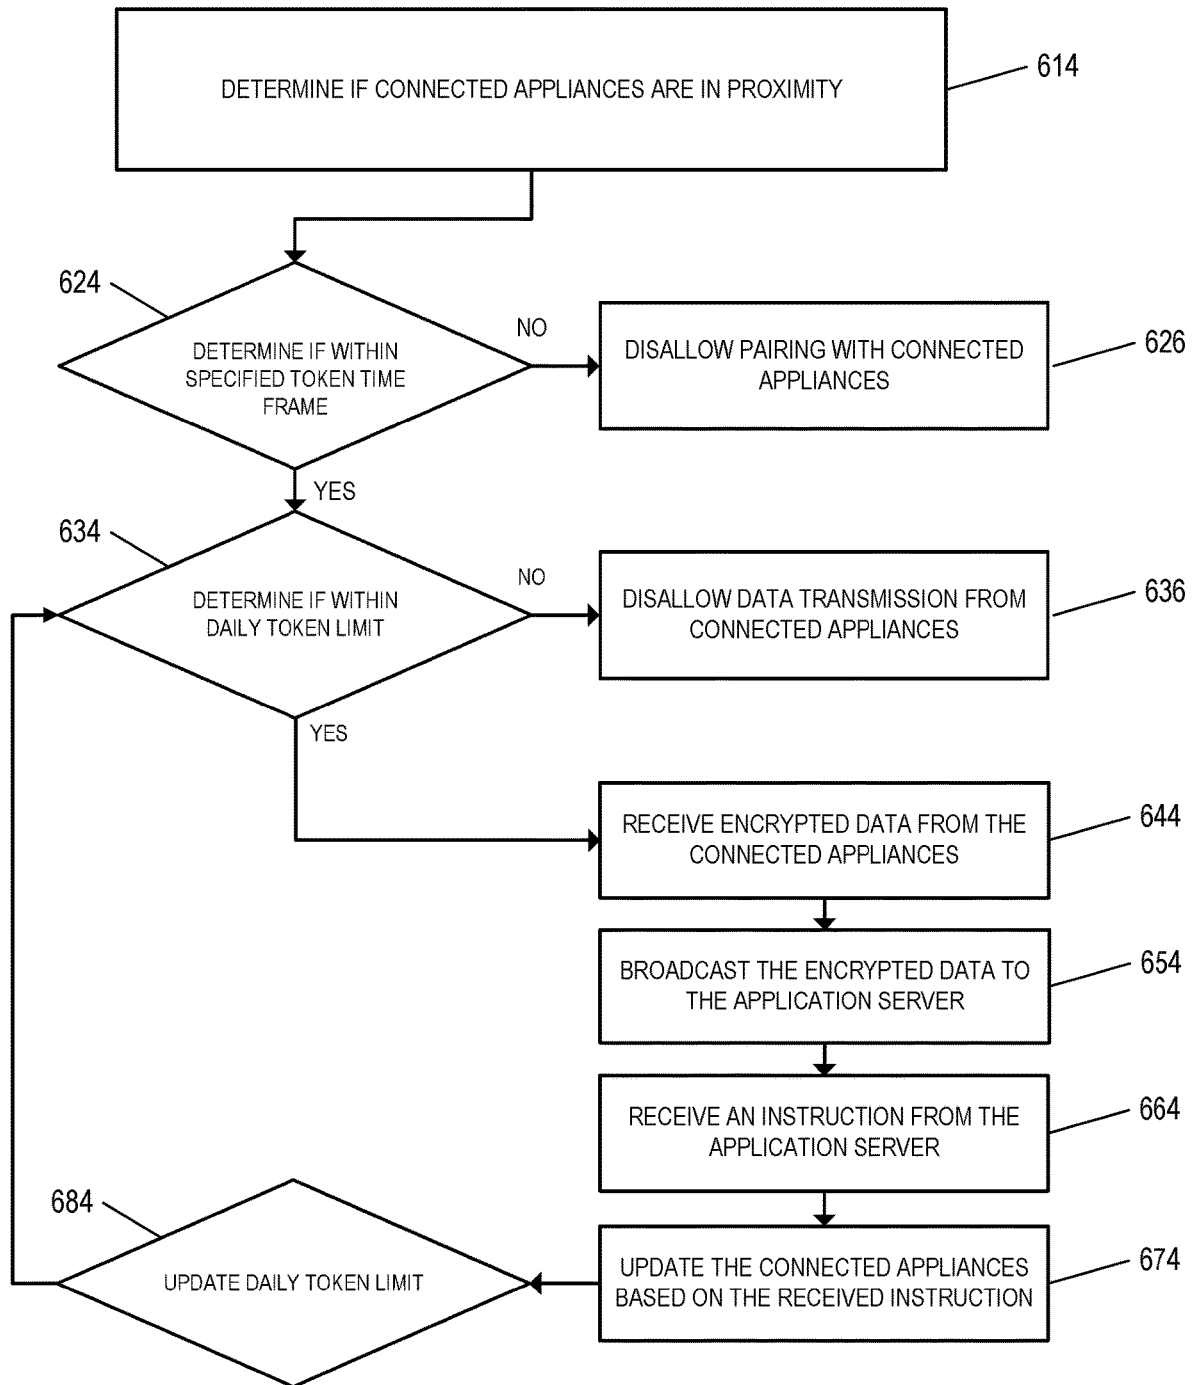 DETERMINE IF CONNECTED APPLIANCES ARE IN PROXIMITY
614
624
DETERMINE IF WITHIN
SPECIFIED TOKEN TIME
FRAME
NO
DISALLOW PAIRING WITH CONNECTED
APPLIANCES
626
YES
634
DETERMINE IF WITHIN
DAILY TOKEN LIMIT
NO
DISALLOW DATA TRANSMISSION FROM
CONNECTED APPLIANCES
636
YES
RECEIVE ENCRYPTED DATA FROM THE
CONNECTED APPLIANCES
644
BROADCAST THE ENCRYPTED DATA TO
THE APPLICATION SERVER
654
RECEIVE AN INSTRUCTION FROM THE
APPLICATION SERVER
664
UPDATE THE CONNECTED APPLIANCES
BASED ON THE RECEIVED INSTRUCTION
674
684
UPDATE DAILY TOKEN LIMIT